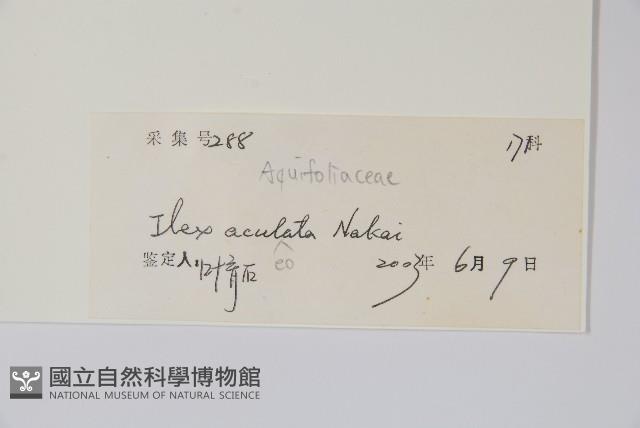 采集号288 科
Aquifoliaceae
Ilex aculata Nakai
eo
鉴定人: 2003年 6月 9日
國立自然科學博物館
NATIONAL MUSEUM OF NATURAL SCIENCE